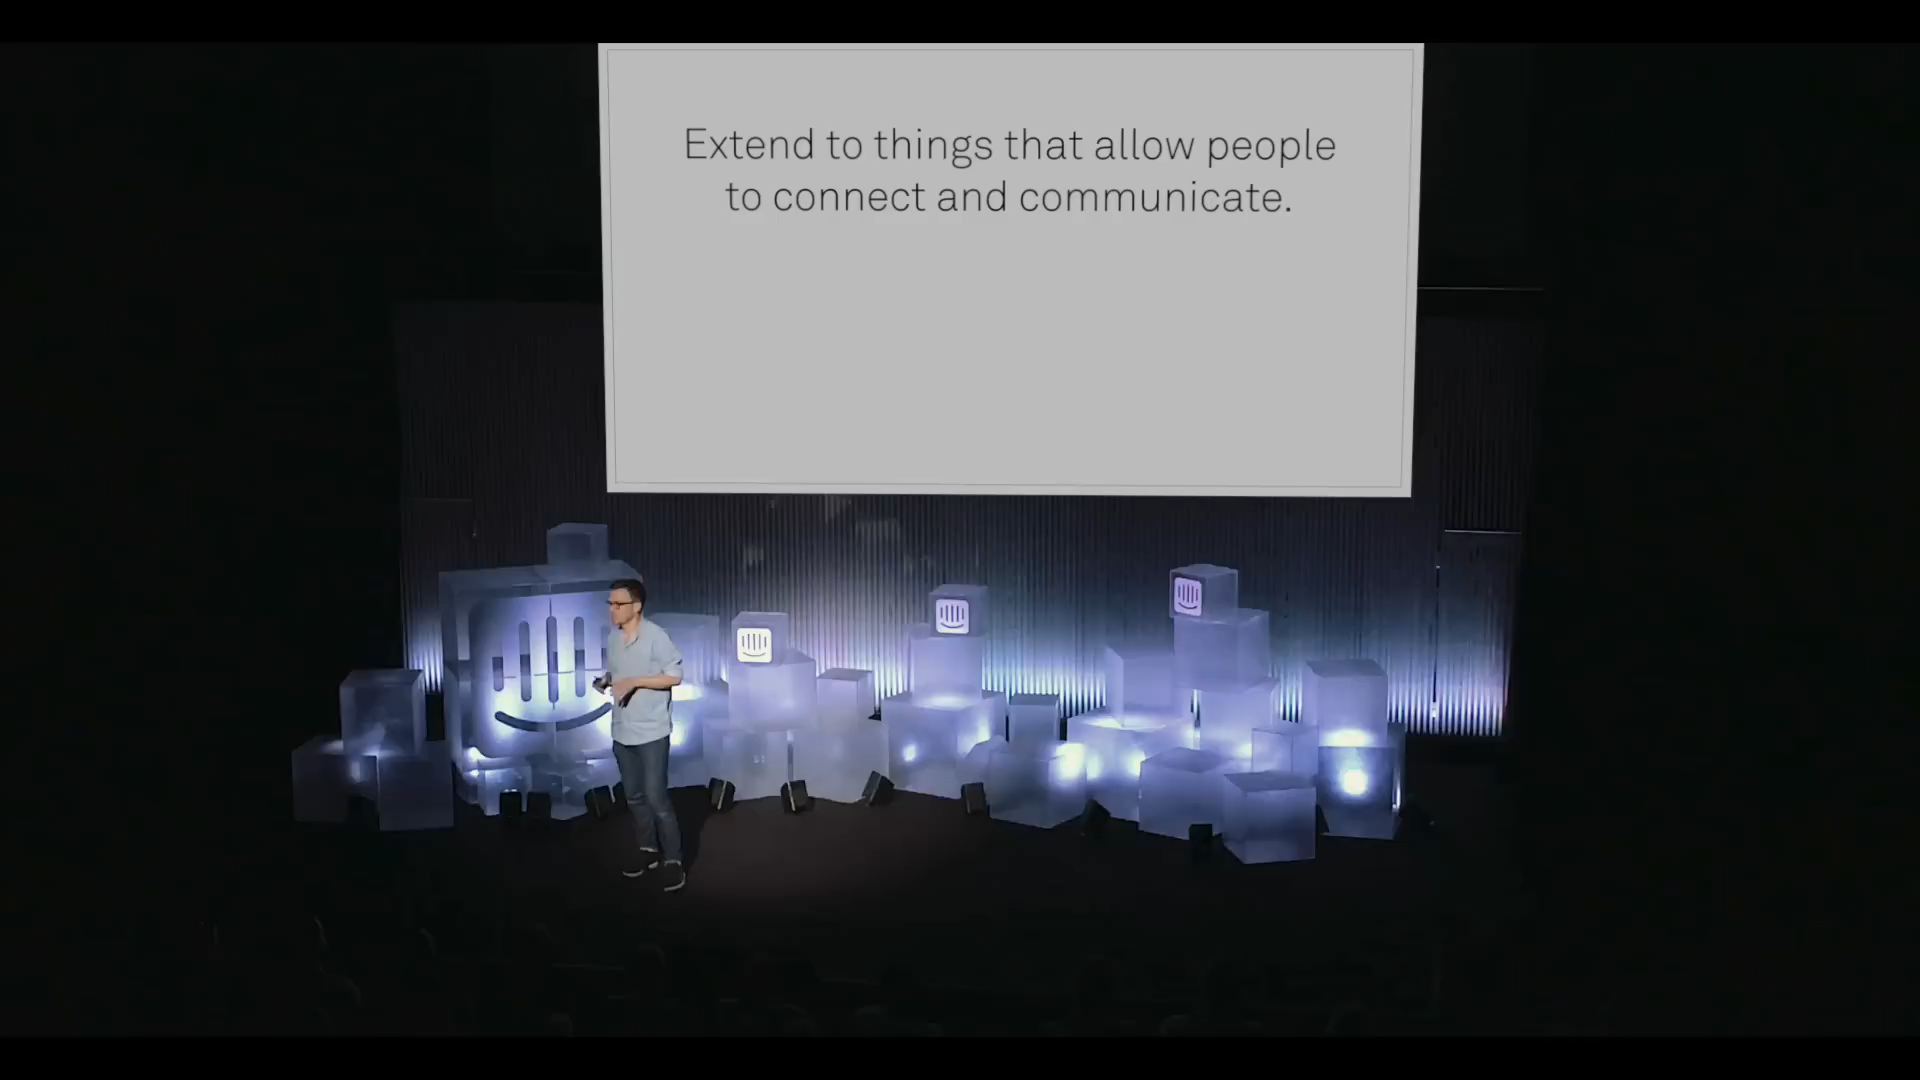 Extend to things that allow people
to connect and communicate.